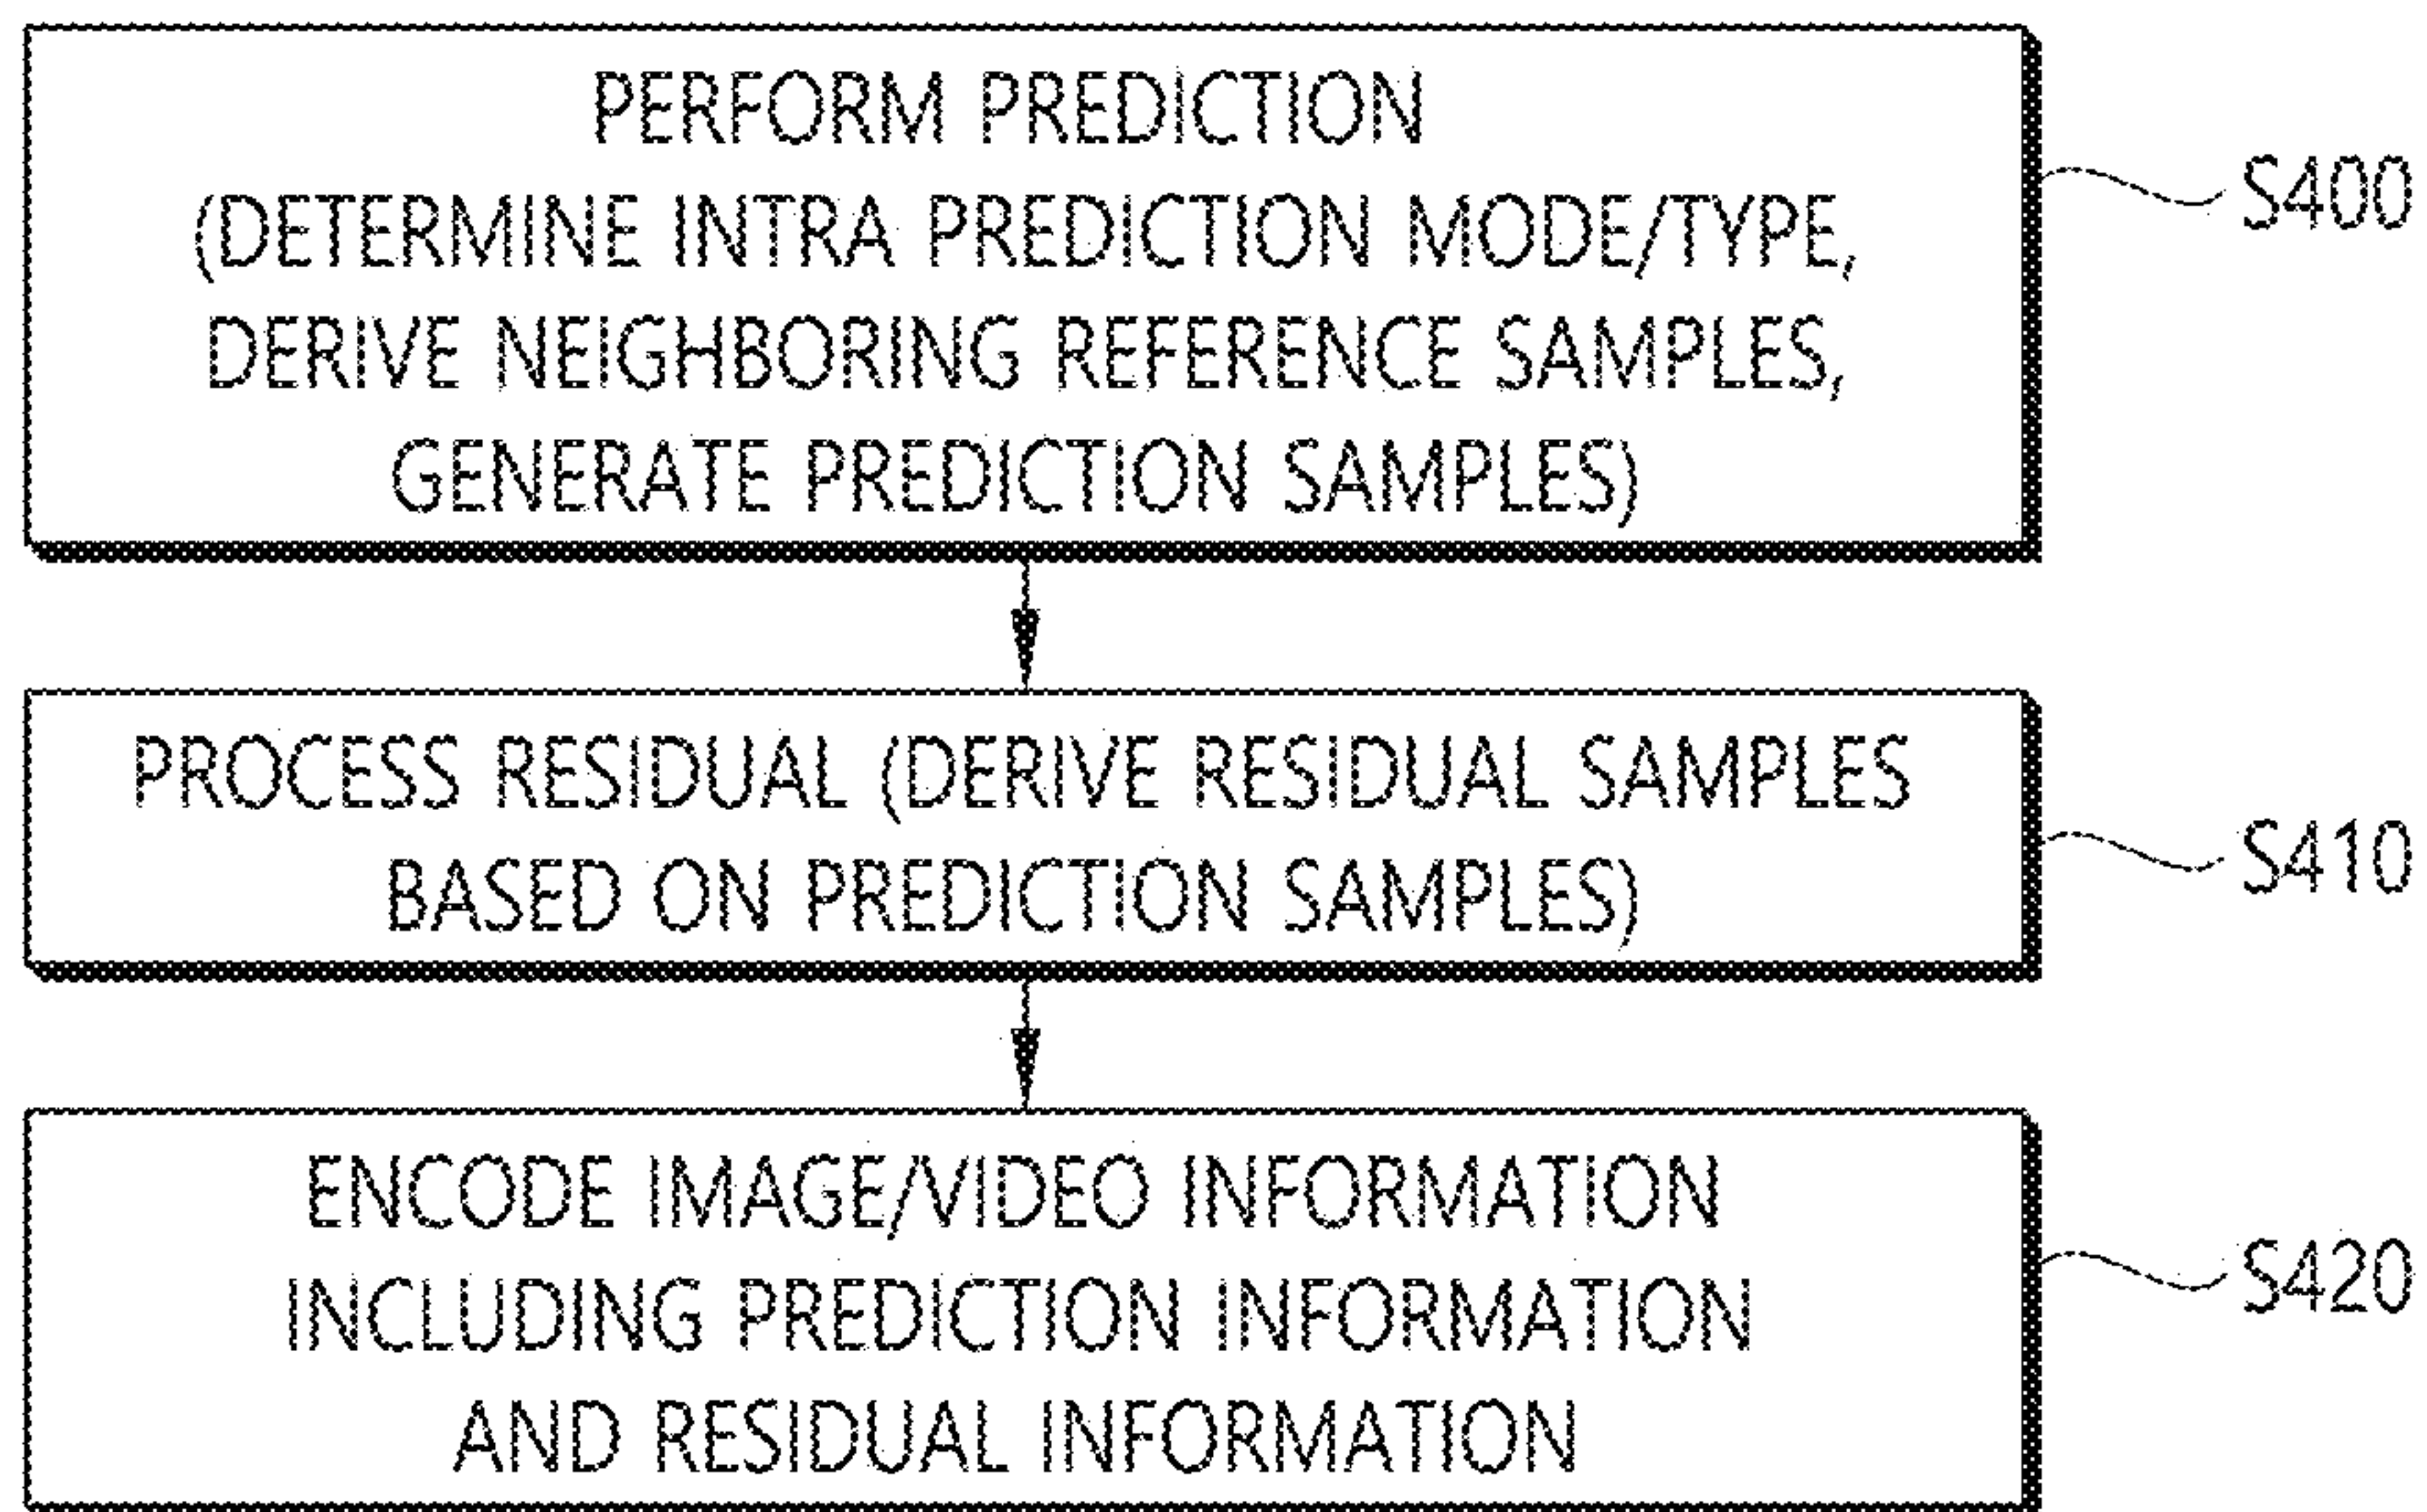 PERFORM PREDICTION
(DETERMINE INTRA PREDICTION MODE/TYPE,
DERIVE NEIGHBORING REFERENCE SAMPLES,
GENERATE PREDICTION SAMPLES)
S400
PROCESS RESIDUAL (DERIVE RESIDUAL SAMPLES
BASED ON PREDICTION SAMPLES)
S410
ENCODE IMAGE/VIDEO INFORMATION
INCLUDING PREDICTION INFORMATION
AND RESIDUAL INFORMATION
S420